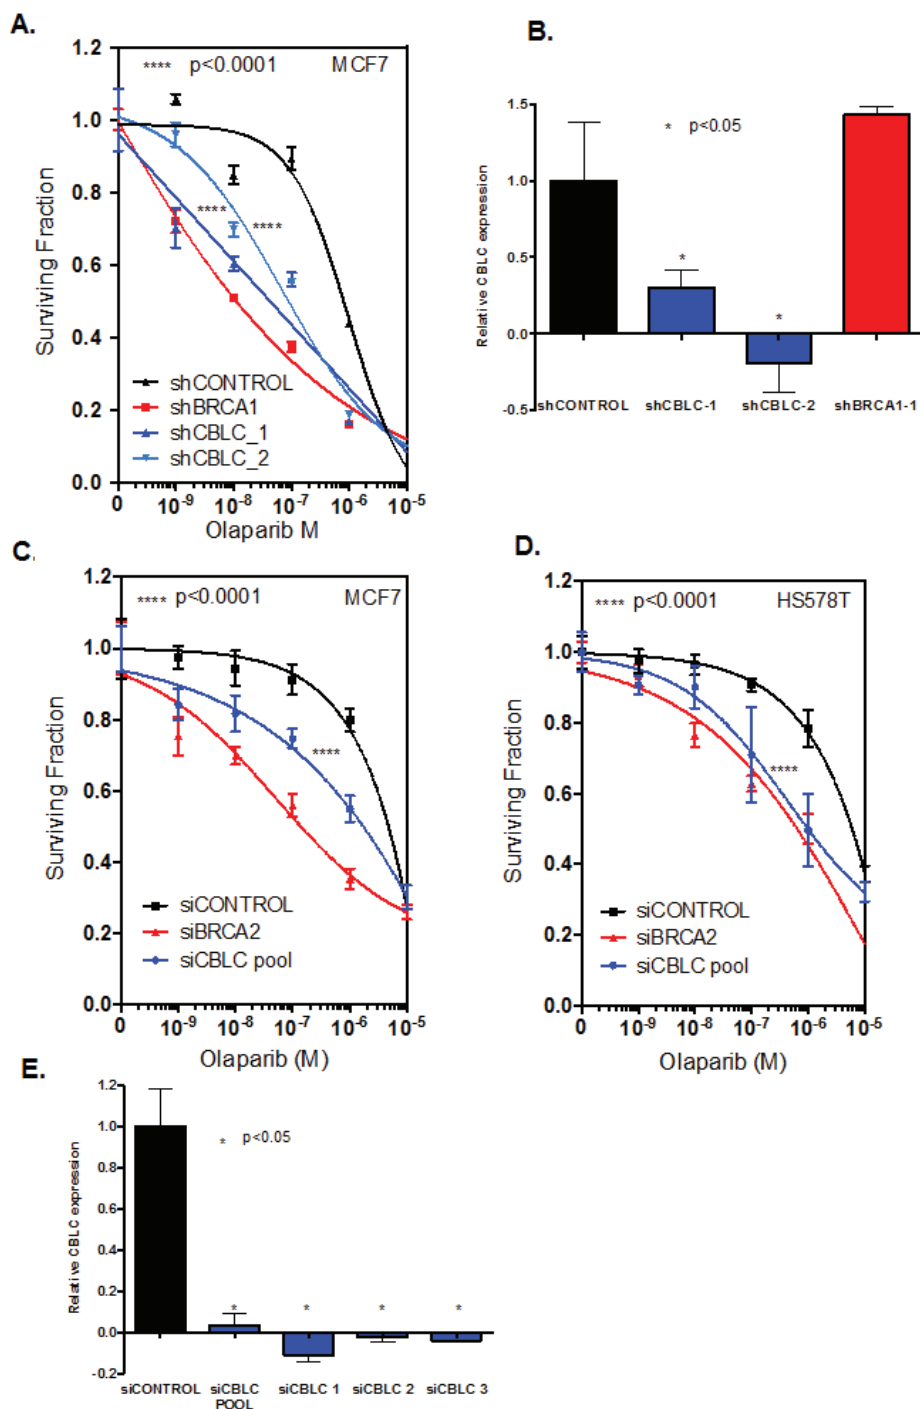 A.
1.2
1.0
0.8
0.6
0.4
0.2
0.0
Surviving Fraction
**** p<0.0001 MCF7
****
****
shCONTROL
shBRCA1
shCBLC_1
shCBLC_2
0 10-9 10-8 10-7 10-6 10-5
Olaparib M
B.
1.5
1.0
0.5
0.0
-0.5
Relative CBLC expression
* p<0.05
*
*
shCONTROL shCBLC-1 shCBLC-2 shBRCA1-1
C.
1.2
1.0
0.8
0.6
0.4
0.2
0.0
Surviving Fraction
**** p<0.0001 MCF7
****
siCONTROL
siBRCA2
siCBLC pool
0 10-9 10-8 10-7 10-6 10-5
Olaparib (M)
D.
1.2
1.0
0.8
0.6
0.4
0.2
0.0
Surviving Fraction
**** p<0.0001 HS578T
****
siCONTROL
siBRCA2
siCBLC pool
0 10-9 10-8 10-7 10-6 10-5
Olaparib (M)
E.
1.2
1.0
0.8
0.6
0.4
0.2
0.0
-0.2
Relative CBLC expression
* p<0.05
* * * *
siCONTROL siCBLC POOL siCBLC 1 siCBLC 2 siCBLC 3